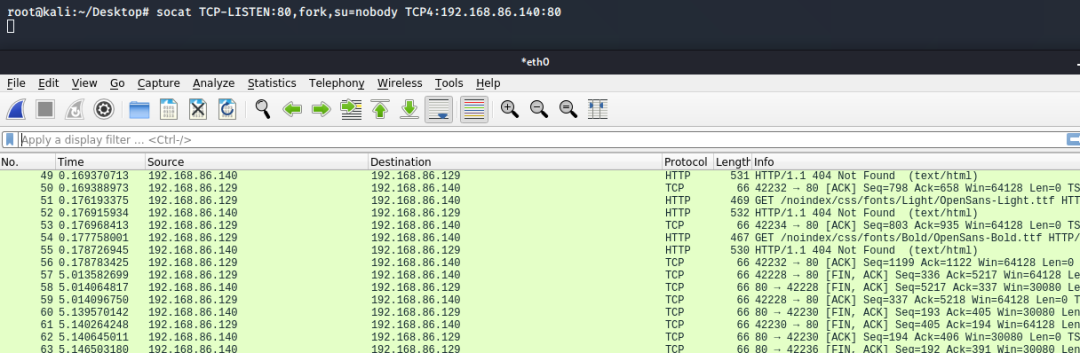 root@kali:~/Desktop# socat TCP-LISTEN:80,fork,su=nobody TCP4:192.168.86.140:80
*eth0
File Edit View Go Capture Analyze Statistics Telephony Wireless Tools Help
Apply a display filter ... <Ctrl-/>
No. Time Source Destination Protocol Length Info
49 0.169370713 192.168.86.140 192.168.86.129 HTTP 531 HTTP/1.1 404 Not Found (text/html)
50 0.169388973 192.168.86.129 192.168.86.140 TCP 66 42232 → 80 [ACK] Seq=798 Ack=658 Win=64128 Len=0 TS
51 0.176193375 192.168.86.129 192.168.86.140 HTTP 469 GET /noindex/css/fonts/Light/OpenSans-Light.ttf HTT
52 0.176915934 192.168.86.140 192.168.86.129 HTTP 532 HTTP/1.1 404 Not Found (text/html)
53 0.176968413 192.168.86.129 192.168.86.140 TCP 66 42234 → 80 [ACK] Seq=803 Ack=935 Win=64128 Len=0 TS
54 0.177758001 192.168.86.129 192.168.86.140 HTTP 467 GET /noindex/css/fonts/Bold/OpenSans-Bold.ttf HTTP/
55 0.178726945 192.168.86.140 192.168.86.129 HTTP 530 HTTP/1.1 404 Not Found (text/html)
56 0.178783425 192.168.86.129 192.168.86.140 TCP 66 42232 → 80 [ACK] Seq=1199 Ack=1122 Win=64128 Len=0
57 5.013582699 192.168.86.129 192.168.86.140 TCP 66 42228 → 80 [FIN, ACK] Seq=336 Ack=5217 Win=64128 Len
58 5.014064817 192.168.86.140 192.168.86.129 TCP 66 80 → 42228 [FIN, ACK] Seq=5217 Ack=337 Win=30080 Len
59 5.014096750 192.168.86.129 192.168.86.140 TCP 66 42228 → 80 [ACK] Seq=337 Ack=5218 Win=64128 Len=0 T
60 5.139570142 192.168.86.140 192.168.86.129 TCP 66 80 → 42230 [FIN, ACK] Seq=193 Ack=405 Win=30080 Len=
61 5.140264248 192.168.86.129 192.168.86.140 TCP 66 42230 → 80 [FIN, ACK] Seq=405 Ack=194 Win=64128 Len=
62 5.140645011 192.168.86.140 192.168.86.129 TCP 66 80 → 42230 [ACK] Seq=194 Ack=406 Win=30080 Len=0 TS
63 5.146503180 192.168.86.140 192.168.86.129 TCP 66 80 → 42236 [FIN, ACK] Seq=192 Ack=391 Win=30080 Len=